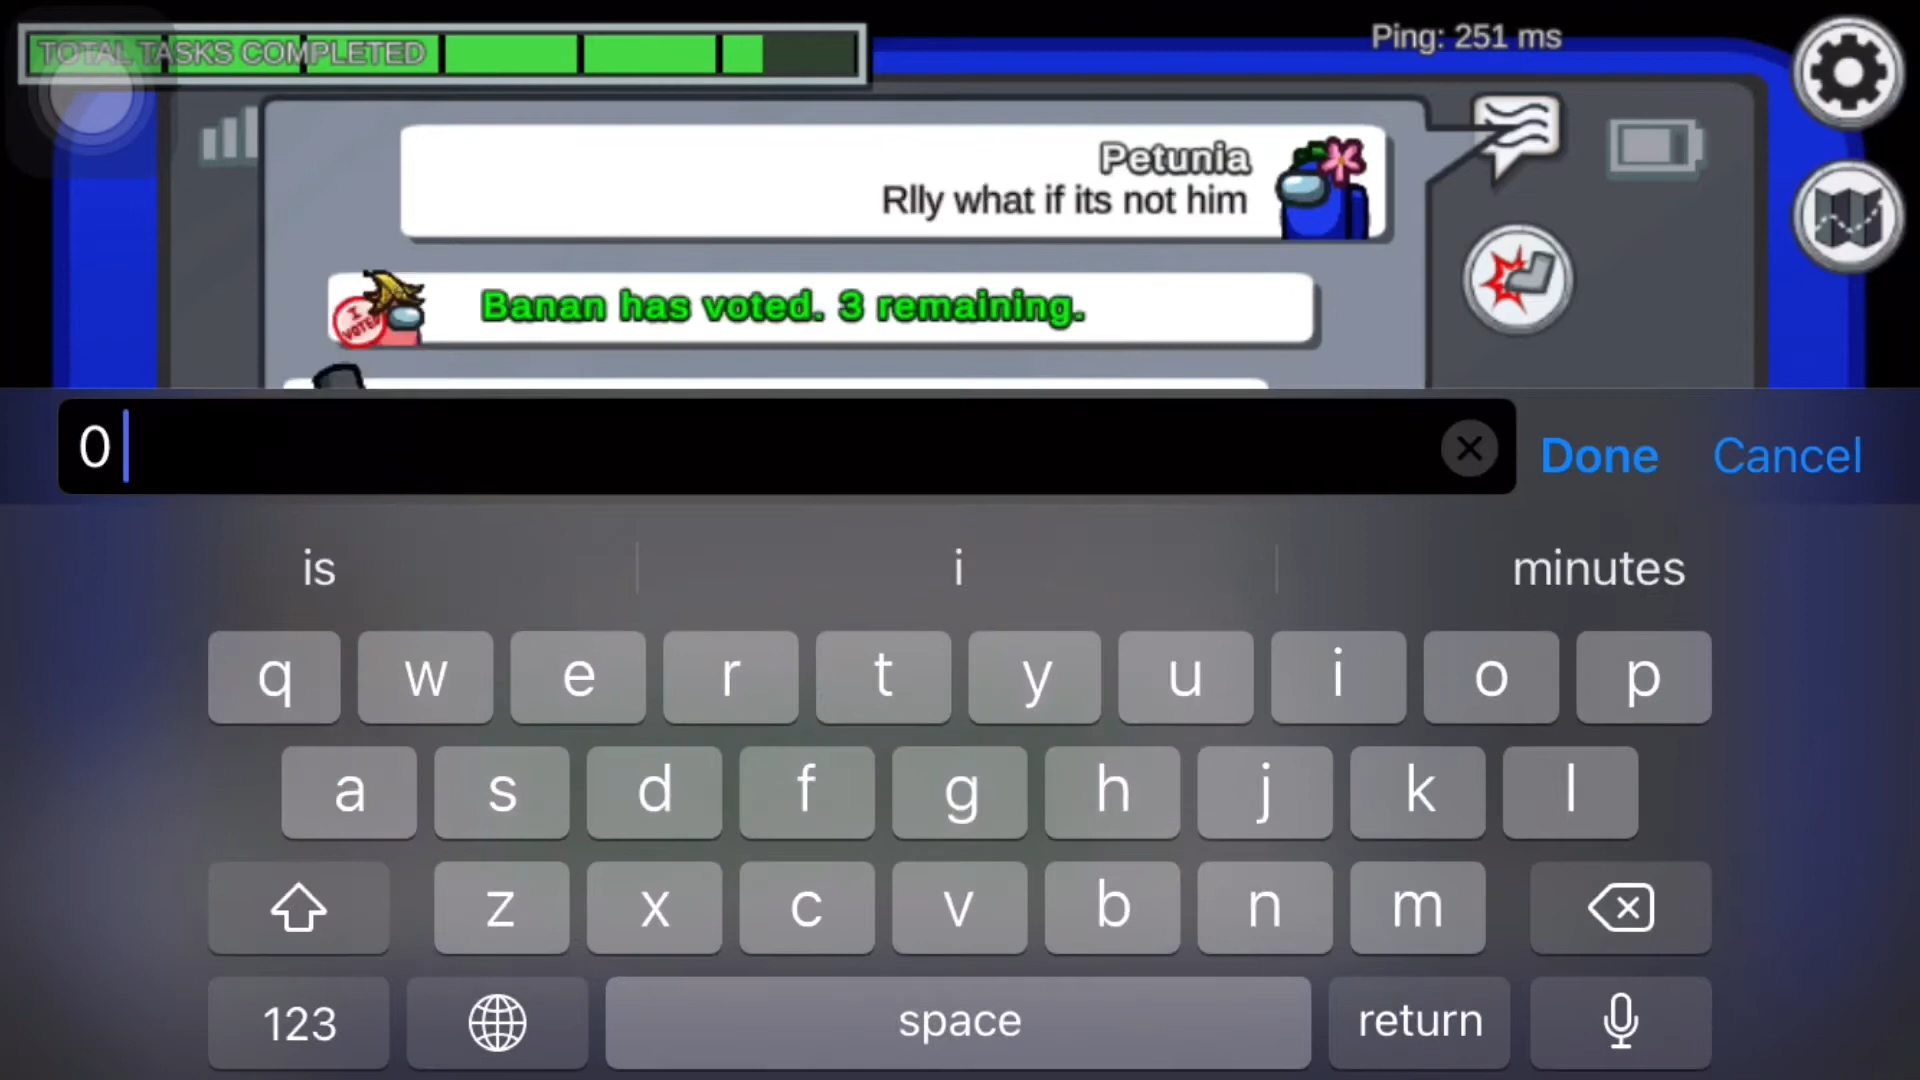 TOTAL TASKS COMPLETED
Ping: 251 ms
Petunia
Rlly what if its not him
I VOTED
Banan has voted. 3 remaining.
0
Done
Cancel
is
i
minutes
q w e r t y u i o p
a s d f g h j k l
z x c v b n m
123
space
return